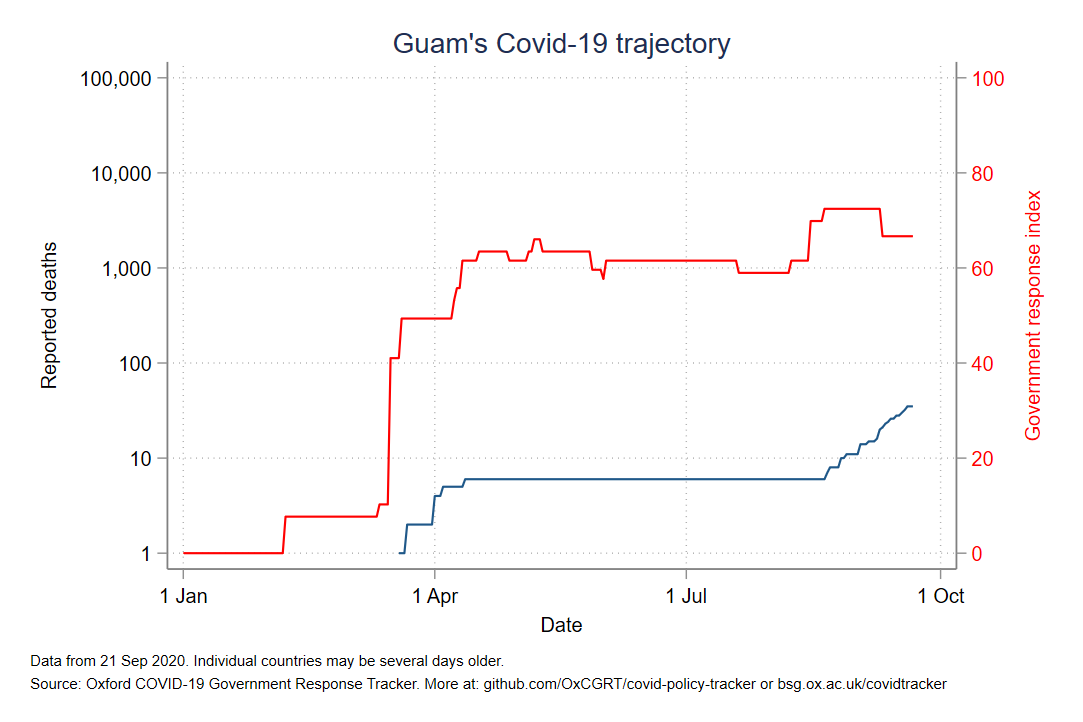 Guam's Covid-19 trajectory
100,000
10,000
1,000
100
10
1
Reported deaths
100
80
60
40
20
0
Government response index
1 Jan
1 Apr
1 Jul
1 Oct
Date
Data from 21 Sep 2020. Individual countries may be several days older.
Source: Oxford COVID-19 Government Response Tracker. More at: github.com/OxCGRT/covid-policy-tracker or bsg.ox.ac.uk/covidtracker